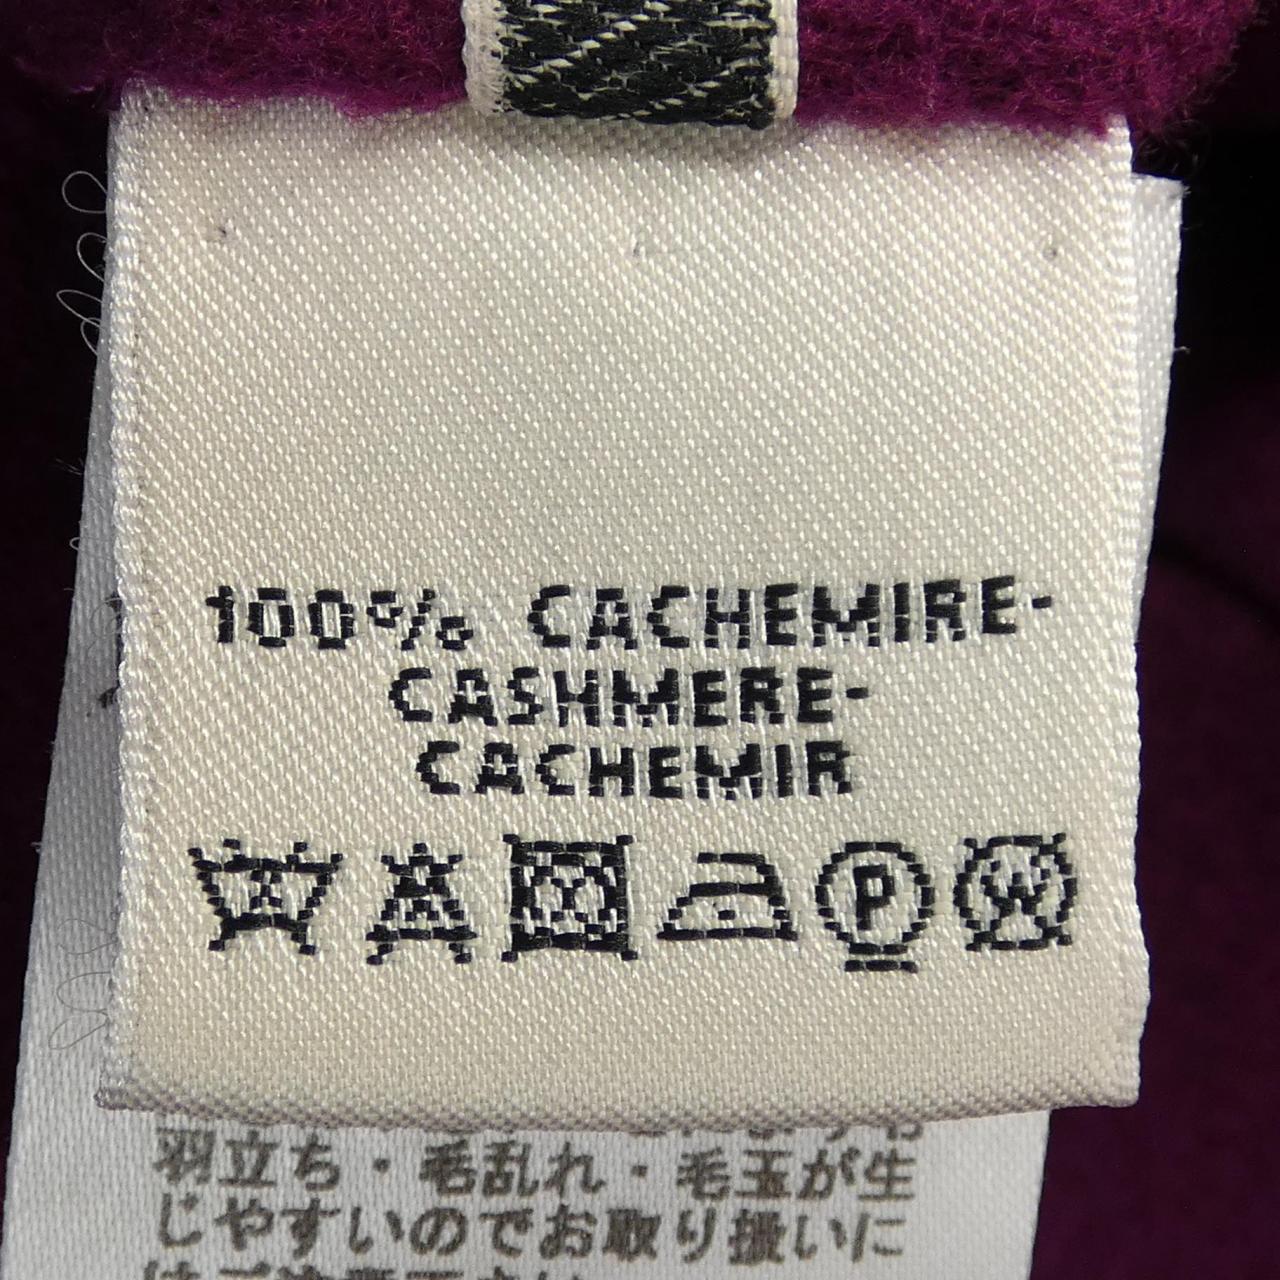 100% CACHEMIRE-
CASHMERE-
CACHEMIR
P
W
羽立ち・毛乱れ・毛玉が生
じやすいのでお取り扱いに